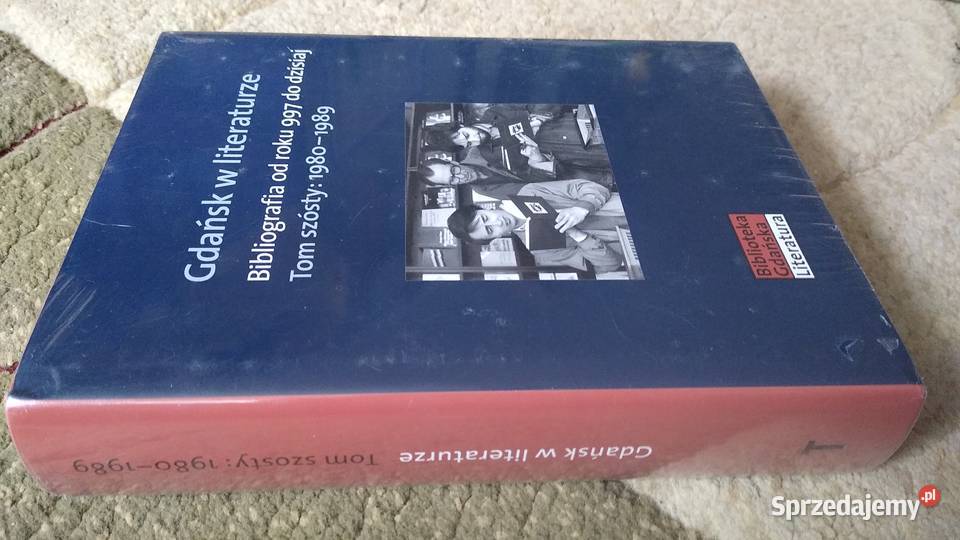 Gdańsk w literaturze
Bibliografia od roku 997 do dzisiaj
Tom szósty: 1980–1989
Biblioteka
Gdańska
Literatura
Gdańsk w literaturze
Tom szósty: 1980–1989
Sprzedajemy.pl